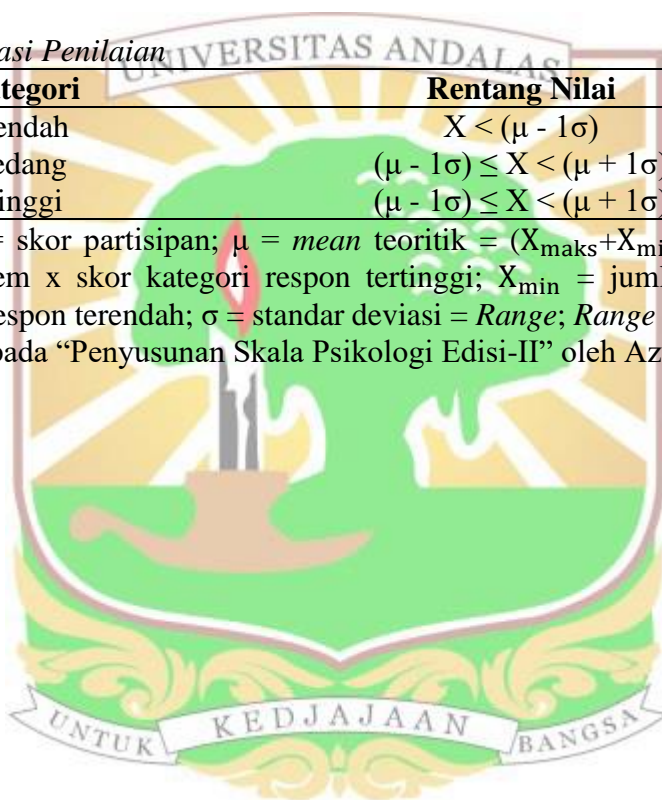 asi Penilaian
UNIVERSITAS ANDALAS
tegori Rentang Nilai
endah X < (μ - 1σ)
edang (μ - 1σ) ≤ X < (μ + 1σ)
inggi (μ - 1σ) ≤ X < (μ + 1σ
= skor partisipan; μ = mean teoritik = (Xmaks+Xmi
em x skor kategori respon tertinggi; Xmin = juml
espon terendah; σ = standar deviasi = Range; Range
pada “Penyusunan Skala Psikologi Edisi-II” oleh Az
UNTUK KEDJAJAAN BANGSA